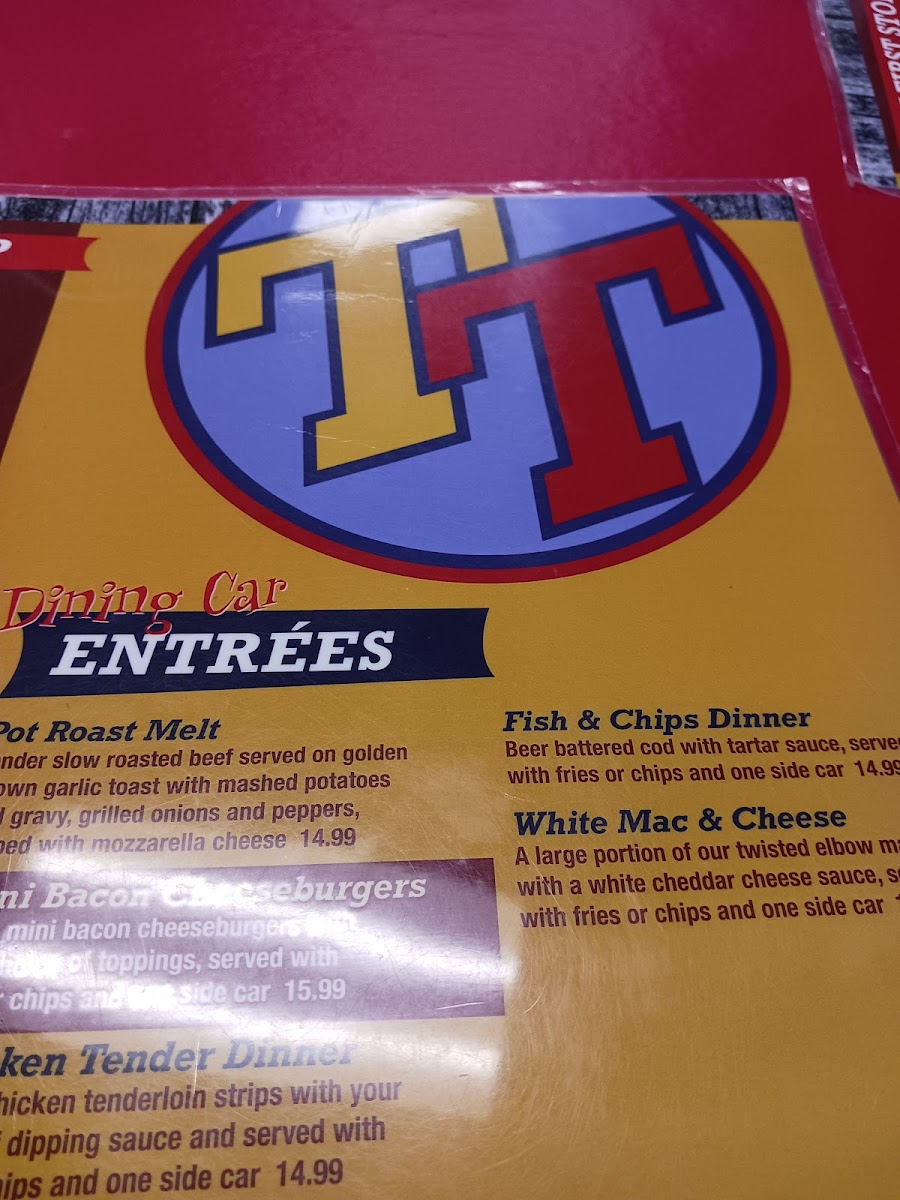 FIRST STO
TT
Dining Car
ENTRÉES
Pot Roast Melt
nder slow roasted beef served on golden
own garlic toast with mashed potatoes
d gravy, grilled onions and peppers,
ped with mozzarella cheese 14.99
ni Bacon Cheeseburgers
mini bacon cheeseburgers
of toppings, served with
r chips and one side car 15.99
ken Tender Dinner
hicken tenderloin strips with your
f dipping sauce and served with
hips and one side car 14.99
Fish & Chips Dinner
Beer battered cod with tartar sauce, serve
with fries or chips and one side car 14.99
White Mac & Cheese
A large portion of our twisted elbow ma
with a white cheddar cheese sauce, s
with fries or chips and one side car 1